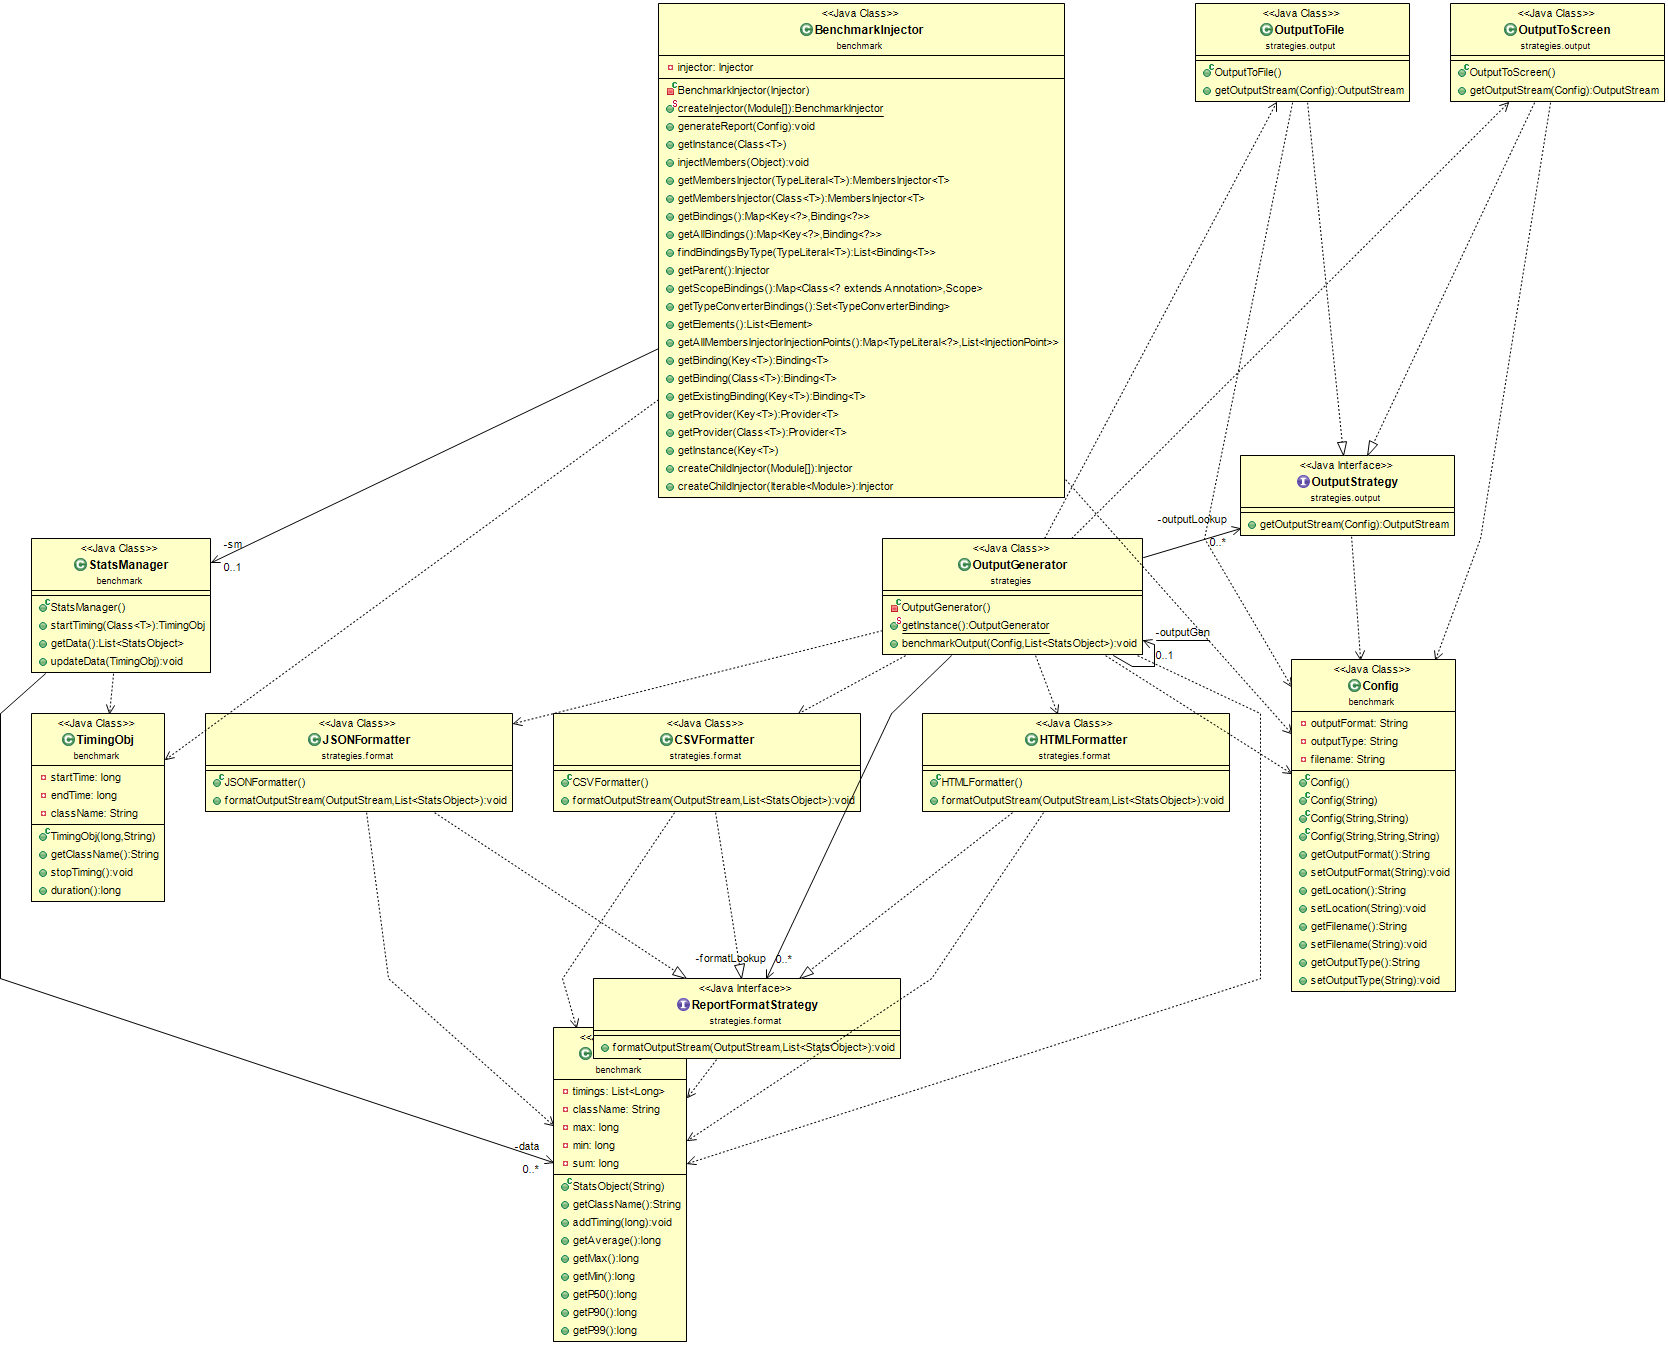 <<Java Class>>
BenchmarkInjector
benchmark
injector: Injector
BenchmarkInjector(Injector)
createInjector(Module[]):BenchmarkInjector
generateReport(Config):void
getInstance(Class<T>)
injectMembers(Object):void
getMembersInjector(TypeLiteral<T>):MembersInjector<T>
getMembersInjector(Class<T>):MembersInjector<T>
getBindings():Map<Key<?>,Binding<?>>
getAllBindings():Map<Key<?>,Binding<?>>
findBindingsByType(TypeLiteral<T>):List<Binding<T>>
getParent():Injector
getScopeBindings():Map<Class<? extends Annotation>,Scope>
getTypeConverterBindings():Set<TypeConverterBinding>
getElements():List<Element>
getAllMembersInjectorInjectionPoints():Map<TypeLiteral<?>,List<InjectionPoint>>
getBinding(Key<T>):Binding<T>
getBinding(Class<T>):Binding<T>
getExistingBinding(Key<T>):Binding<T>
getProvider(Key<T>):Provider<T>
getProvider(Class<T>):Provider<T>
getInstance(Key<T>)
createChildInjector(Module[]):Injector
createChildInjector(Iterable<Module>):Injector
<<Java Class>>
OutputToFile
strategies.output
OutputToFile()
getOutputStream(Config):OutputStream
<<Java Class>>
OutputToScreen
strategies.output
OutputToScreen()
getOutputStream(Config):OutputStream
<<Java Interface>>
OutputStrategy
strategies.output
getOutputStream(Config):OutputStream
-outputLookup
0..*
-sm
0..1
<<Java Class>>
StatsManager
benchmark
StatsManager()
startTiming(Class<T>):TimingObj
getData():List<StatsObject>
updateData(TimingObj):void
<<Java Class>>
OutputGenerator
strategies
OutputGenerator()
getInstance():OutputGenerator
benchmarkOutput(Config,List<StatsObject>):void
-outputGen
0..1
<<Java Class>>
Config
benchmark
outputFormat: String
outputType: String
filename: String
Config()
Config(String)
Config(String,String)
Config(String,String,String)
getOutputFormat():String
setOutputFormat(String):void
getLocation():String
setLocation(String):void
getFilename():String
setFilename(String):void
getOutputType():String
setOutputType(String):void
<<Java Class>>
TimingObj
benchmark
startTime: long
endTime: long
className: String
TimingObj(long,String)
getClassName():String
stopTiming():void
duration():long
<<Java Class>>
JSONFormatter
strategies.format
JSONFormatter()
formatOutputStream(OutputStream,List<StatsObject>):void
<<Java Class>>
CSVFormatter
strategies.format
CSVFormatter()
formatOutputStream(OutputStream,List<StatsObject>):void
<<Java Class>>
HTMLFormatter
strategies.format
HTMLFormatter()
formatOutputStream(OutputStream,List<StatsObject>):void
-formatLookup
0..*
<<Java Interface>>
ReportFormatStrategy
strategies.format
formatOutputStream(OutputStream,List<StatsObject>):void
-data
0..*
benchmark
timings: List<Long>
className: String
max: long
min: long
sum: long
StatsObject(String)
getClassName():String
addTiming(long):void
getAverage():long
getMax():long
getMin():long
getP50():long
getP90():long
getP99():long